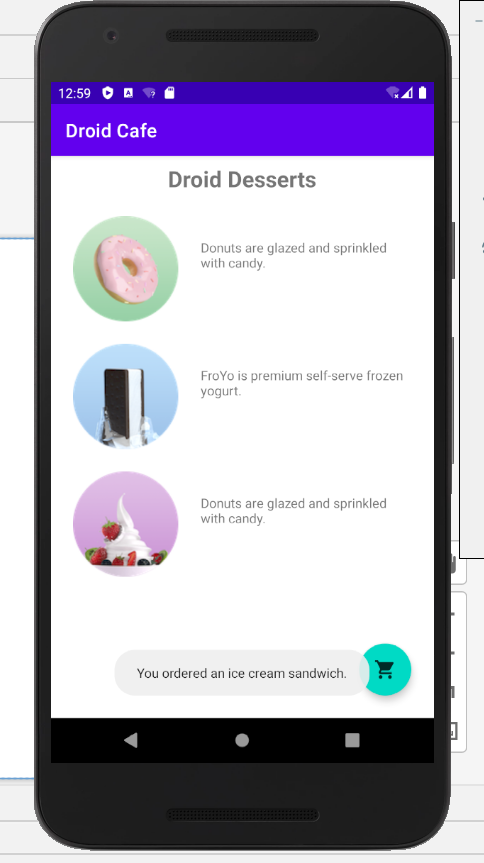 12:59
Droid Cafe
Droid Desserts
Donuts are glazed and sprinkled
with candy.
FroYo is premium self-serve frozen
yogurt.
Donuts are glazed and sprinkled
with candy.
You ordered an ice cream sandwich.